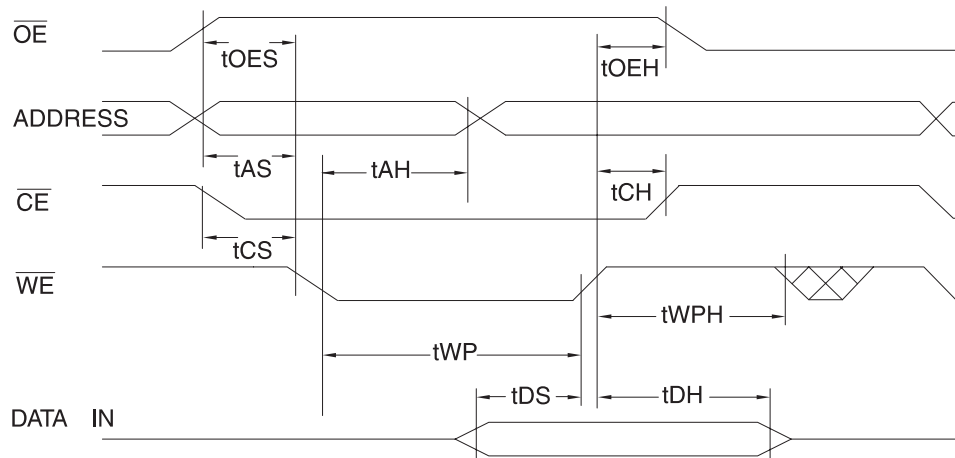 OE
tOES
tOEH
ADDRESS
tAS
tAH
CE
tCH
tCS
WE
tWPH
tWP
tDS
tDH
DATA IN